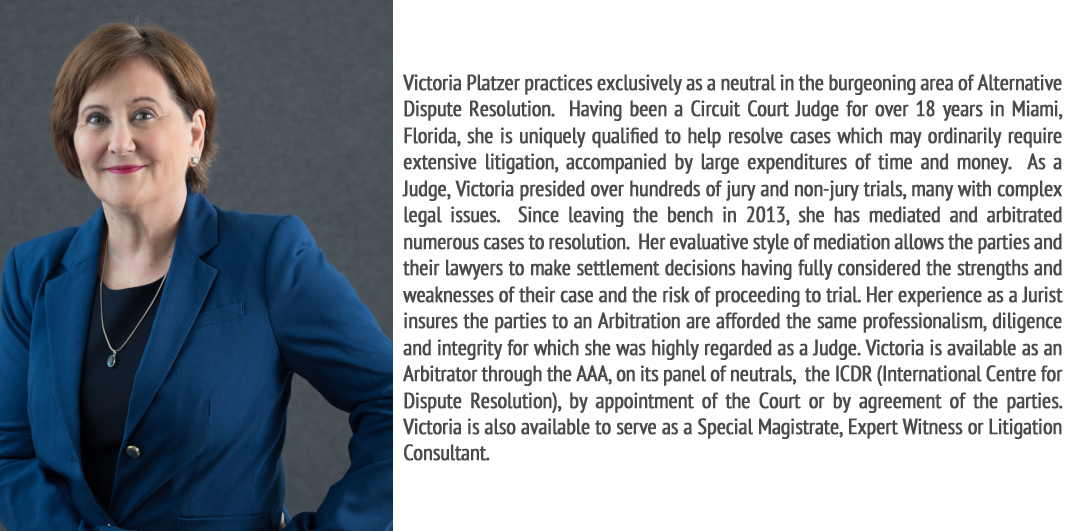 Victoria Platzer practices exclusively as a neutral in the burgeoning area of Alternative
Dispute Resolution.  Having been a Circuit Court Judge for over 18 years in Miami,
Florida, she is uniquely qualified to help resolve cases which may ordinarily require
extensive litigation, accompanied by large expenditures of time and money.  As a
Judge, Victoria presided over hundreds of jury and non-jury trials, many with complex
legal issues.  Since leaving the bench in 2013, she has mediated and arbitrated
numerous cases to resolution.  Her evaluative style of mediation allows the parties and
their lawyers to make settlement decisions having fully considered the strengths and
weaknesses of their case and the risk of proceeding to trial. Her experience as a Jurist
insures the parties to an Arbitration are afforded the same professionalism, diligence
and integrity for which she was highly regarded as a Judge. Victoria is available as an
Arbitrator through the AAA, on its panel of neutrals,  the ICDR (International Centre for
Dispute Resolution), by appointment of the Court or by agreement of the parties.
Victoria is also available to serve as a Special Magistrate, Expert Witness or Litigation
Consultant.